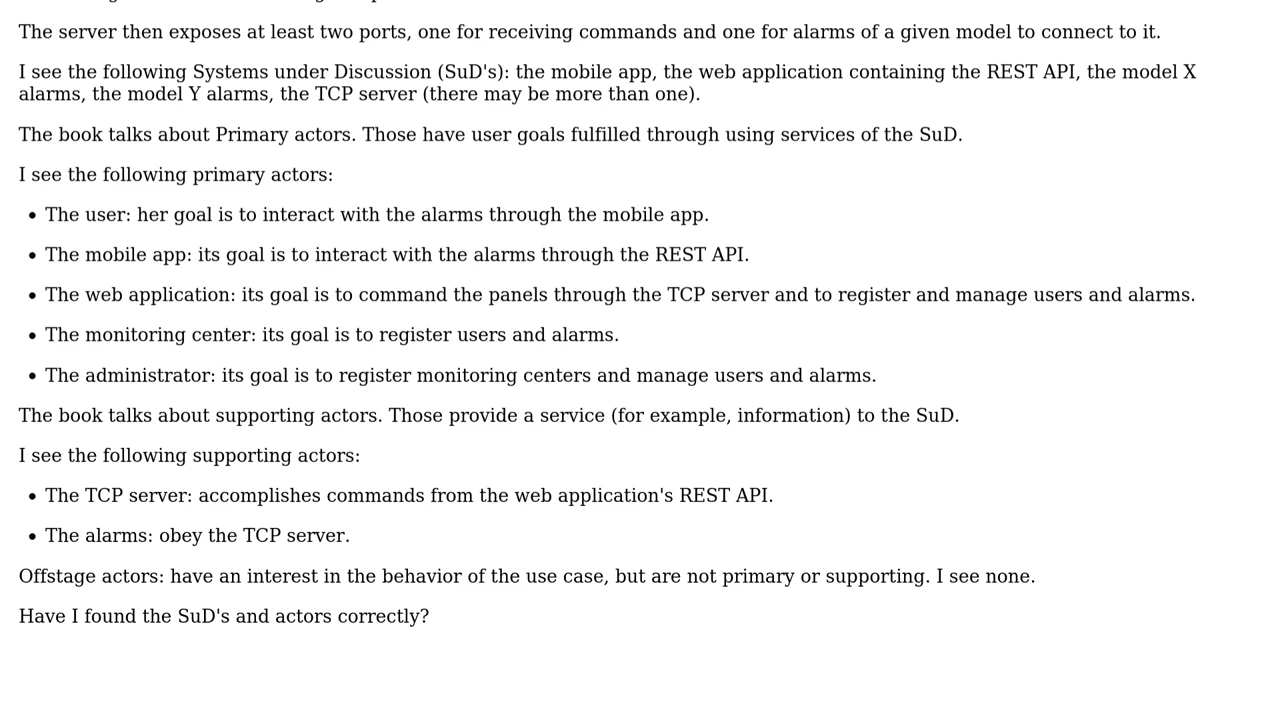 The server then exposes at least two ports, one for receiving commands and one for alarms of a given model to connect to it.
I see the following Systems under Discussion (SuD's): the mobile app, the web application containing the REST API, the model X
alarms, the model Y alarms, the TCP server (there may be more than one).
The book talks about Primary actors. Those have user goals fulfilled through using services of the SuD.
I see the following primary actors:
• The user: her goal is to interact with the alarms through the mobile app.
• The mobile app: its goal is to interact with the alarms through the REST API.
• The web application: its goal is to command the panels through the TCP server and to register and manage users and alarms.
• The monitoring center: its goal is to register users and alarms.
• The administrator: its goal is to register monitoring centers and manage users and alarms.
The book talks about supporting actors. Those provide a service (for example, information) to the SuD.
I see the following supporting actors:
• The TCP server: accomplishes commands from the web application's REST API.
• The alarms: obey the TCP server.
Offstage actors: have an interest in the behavior of the use case, but are not primary or supporting. I see none.
Have I found the SuD's and actors correctly?